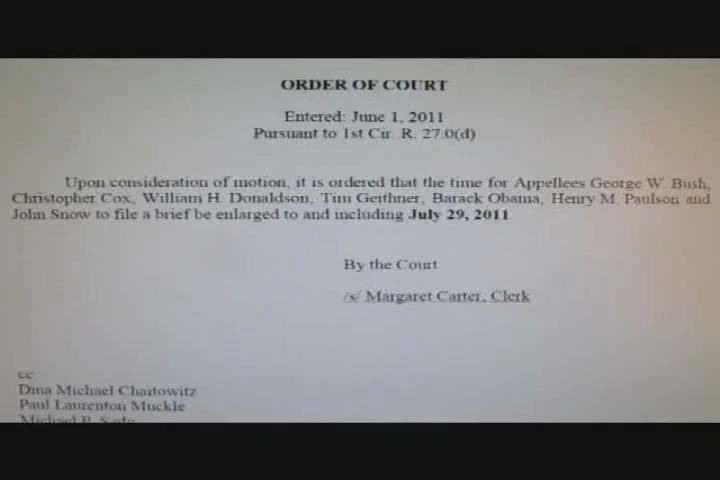 ORDER OF COURT
Entered: June 1, 2011
Pursuant to 1st Cir. R. 27.0(d)
Upon consideration of motion, it is ordered that the time for Appellees George W. Bush,
Christopher Cox, William H. Donaldson, Tim Geithner, Barack Obama, Henry M. Paulson and
John Snow to file a brief be enlarged to and including July 29, 2011.
By the Court
/s/ Margaret Carter, Clerk
cc
Dina Michael Chaitowitz
Paul Laurenton Muckle
Michael P. Sady